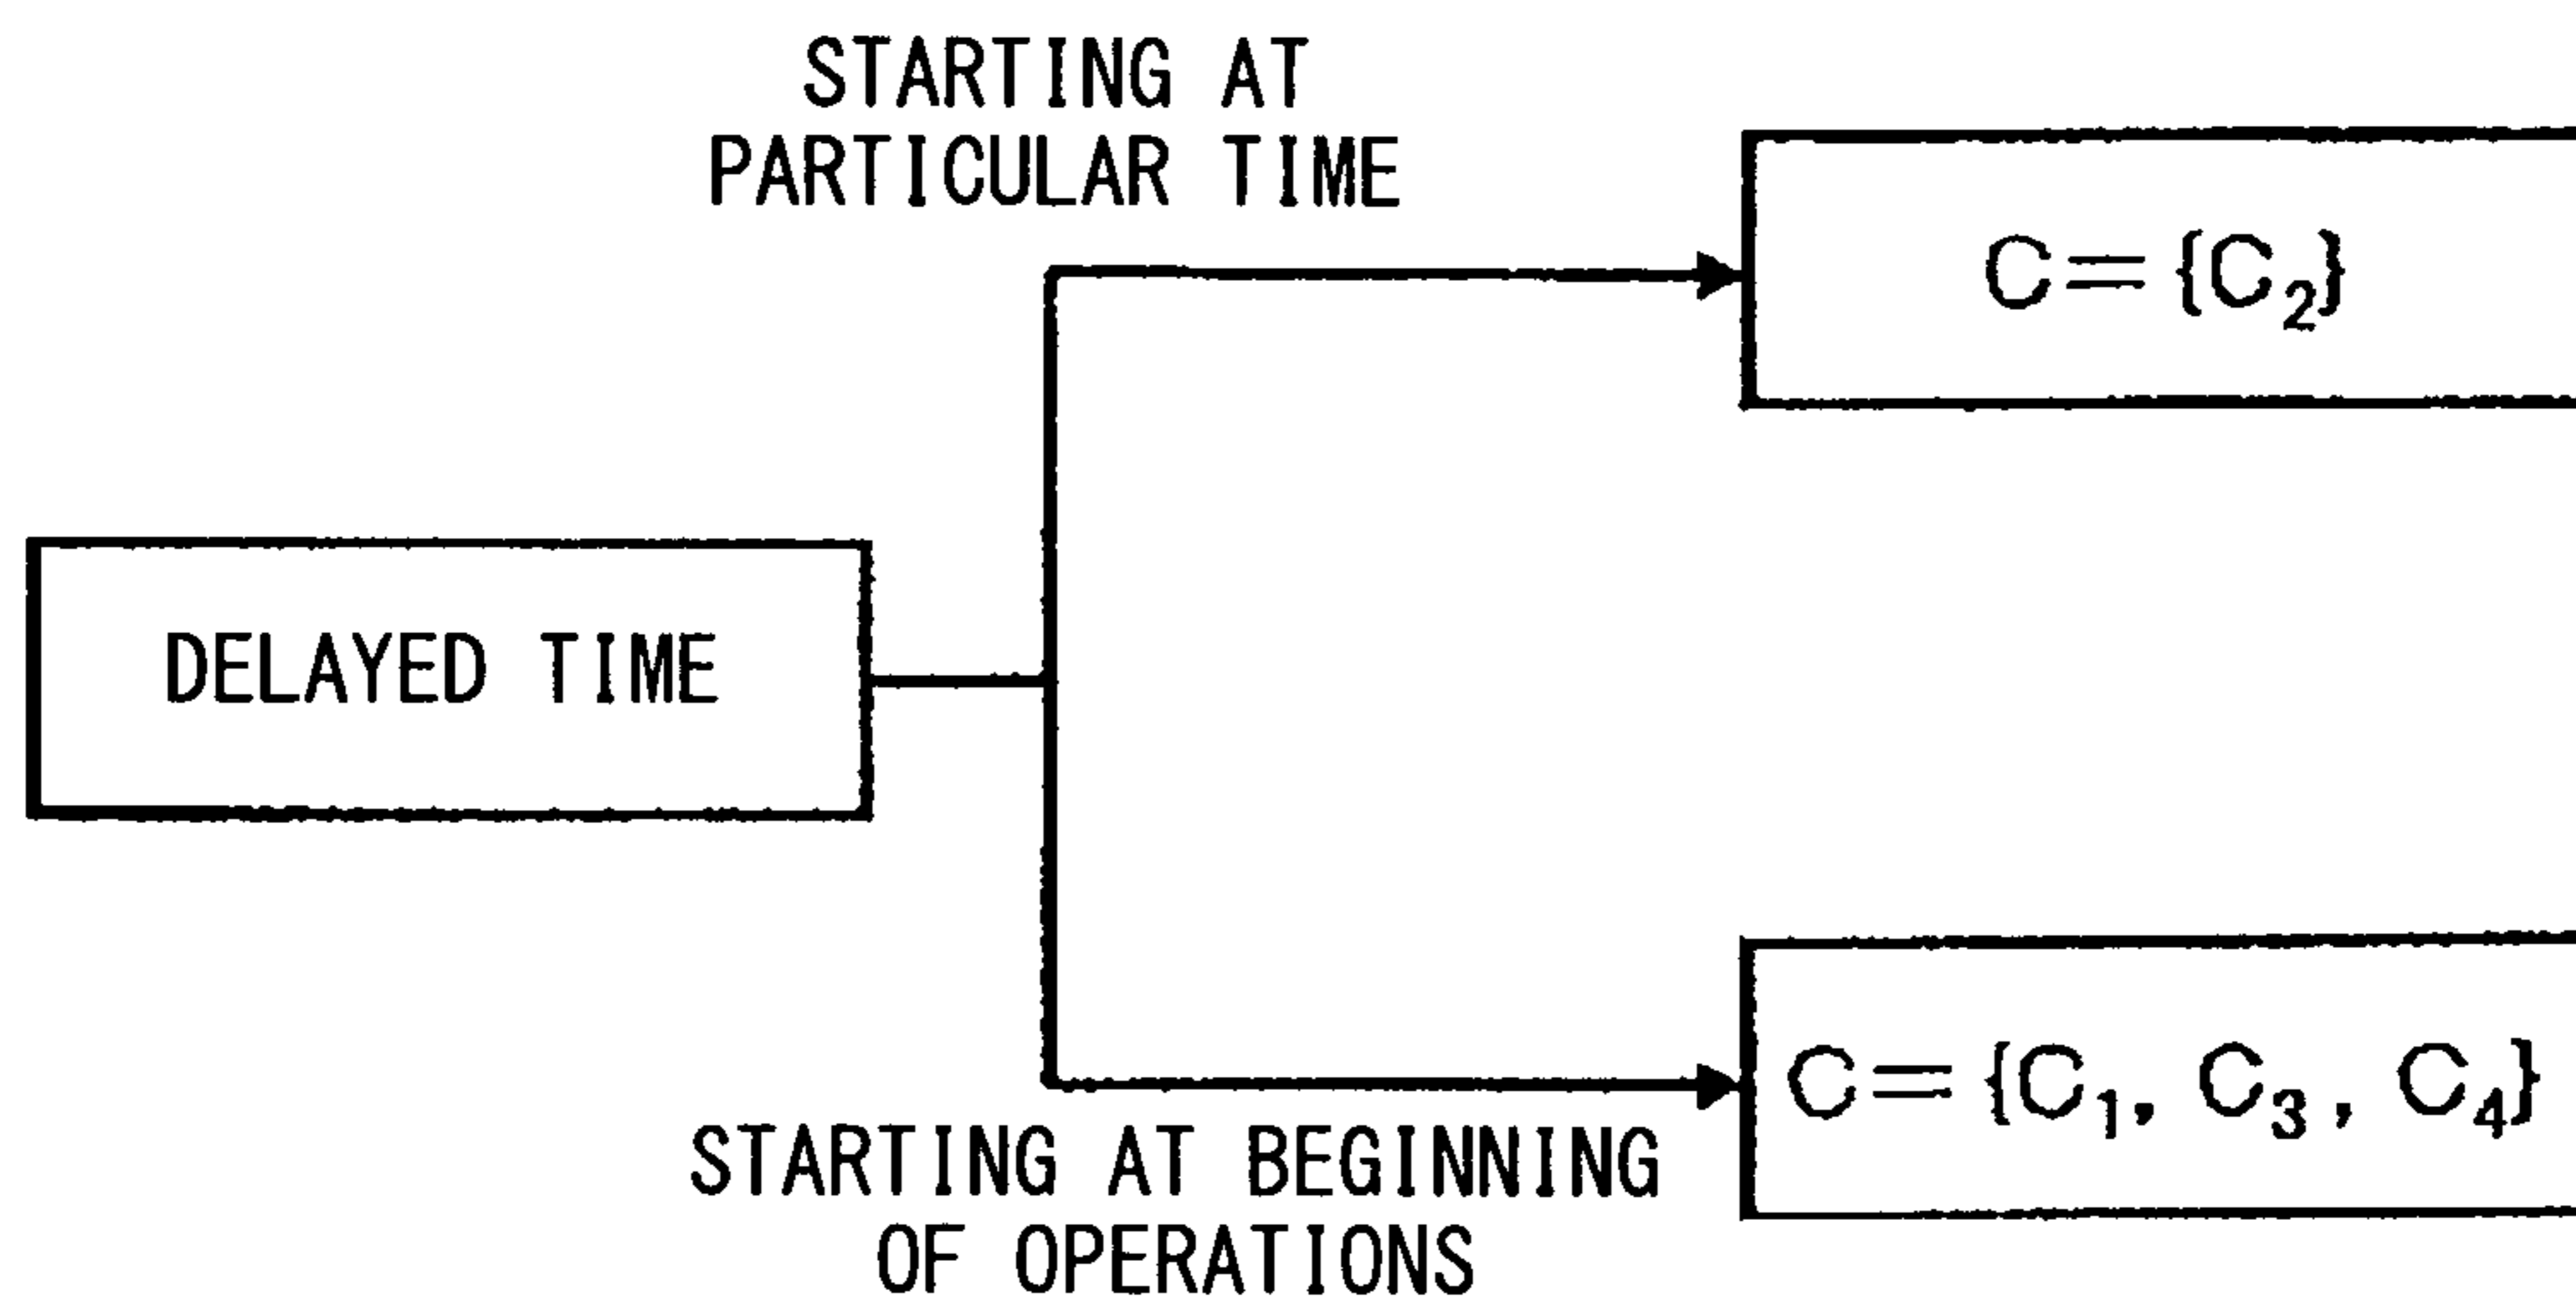 STARTING AT
PARTICULAR TIME
C={C₂}
DELAYED TIME
C={C₁, C₃, C₄}
STARTING AT BEGINNING
OF OPERATIONS